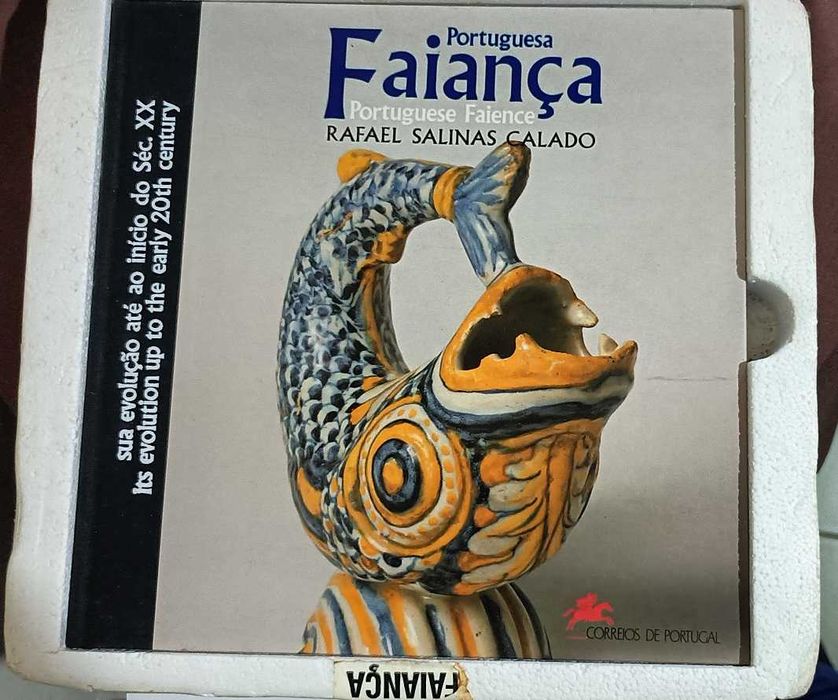 Portuguesa
Faiança
Portuguese Faience
RAFAEL SALINAS CALADO
sua evolução até ao início do Séc. XX
Its evolution up to the early 20th century
CORREIOS DE PORTUGAL
FAIANÇA